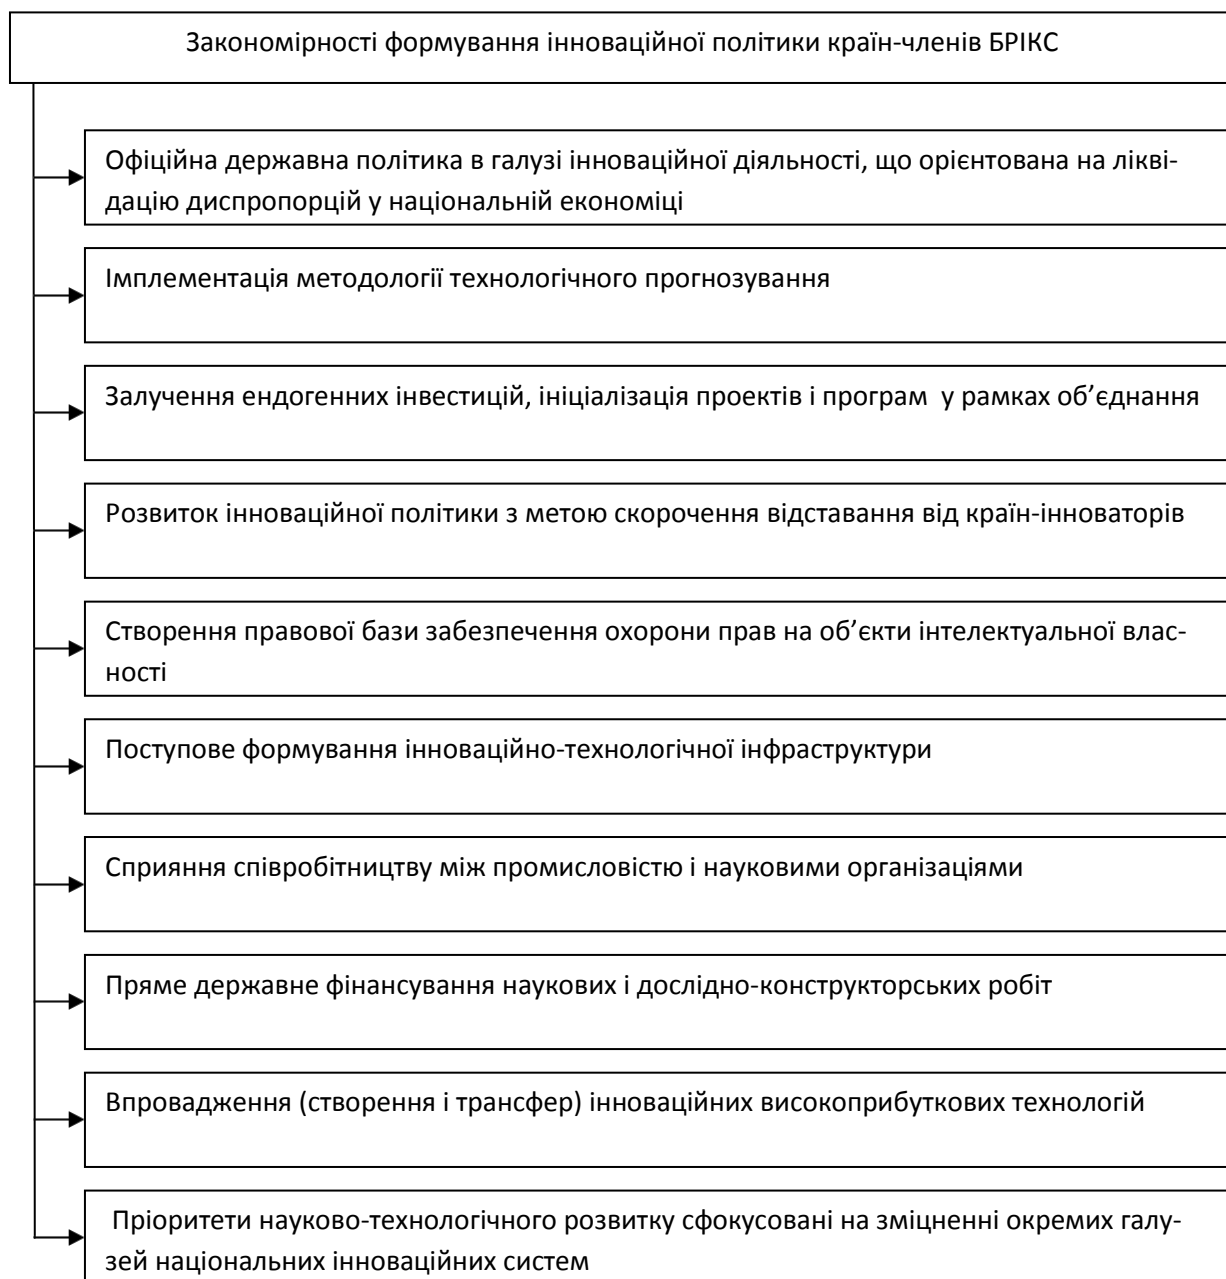 Закономірності формування інноваційної політики країн-членів БРІКС
Офіційна державна політика в галузі інноваційної діяльності, що орієнтована на лікві-
дацію диспропорцій у національній економіці
Імплементація методології технологічного прогнозування
Залучення ендогенних інвестицій, ініціалізація проектів і програм у рамках об’єднання
Розвиток інноваційної політики з метою скорочення відставання від країн-інноваторів
Створення правової бази забезпечення охорони прав на об’єкти інтелектуальної влас-
ності
Поступове формування інноваційно-технологічної інфраструктури
Сприяння співробітництву між промисловістю і науковими організаціями
Пряме державне фінансування наукових і дослідно-конструкторських робіт
Впровадження (створення і трансфер) інноваційних високоприбуткових технологій
Пріоритети науково-технологічного розвитку сфокусовані на зміцненні окремих галу-
зей національних інноваційних систем